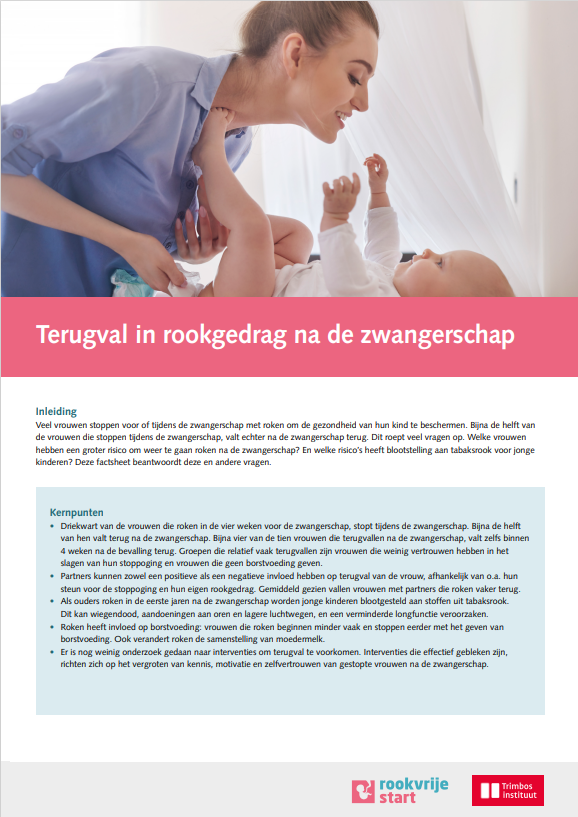 Terugval in rookgedrag na de zwangerschap
Inleiding
Veel vrouwen stoppen voor of tijdens de zwangerschap met roken om de gezondheid van hun kind te beschermen. Bijna de helft van
de vrouwen die stoppen tijdens de zwangerschap, valt echter na de zwangerschap terug. Dit roept veel vragen op. Welke vrouwen
hebben een groter risico om weer te gaan roken na de zwangerschap? En welke risico's heeft blootstelling aan tabaksrook voor jonge
kinderen? Deze factsheet beantwoordt deze en andere vragen.
Kernpunten
• Driekwart van de vrouwen die roken in de vier weken voor de zwangerschap, stopt tijdens de zwangerschap. Bijna de helft
van hen valt terug na de zwangerschap. Bijna vier van de tien vrouwen die terugvallen na de zwangerschap, valt zelfs binnen
4 weken na de bevalling terug. Groepen die relatief vaak terugvallen zijn vrouwen die weinig vertrouwen hebben in het
slagen van hun stoppoging en vrouwen die geen borstvoeding geven.
• Partners kunnen zowel een positieve als een negatieve invloed hebben op terugval van de vrouw, afhankelijk van o.a. hun
steun voor de stoppoging en hun eigen rookgedrag. Gemiddeld gezien vallen vrouwen met partners die roken vaker terug.
• Als ouders roken in de eerste jaren na de zwangerschap worden jonge kinderen blootgesteld aan stoffen uit tabaksrook.
Dit kan wiegendood, aandoeningen aan oren en lagere luchtwegen, en een verminderde longfunctie veroorzaken.
• Roken heeft invloed op borstvoeding: vrouwen die roken beginnen minder vaak en stoppen eerder met het geven van
borstvoeding. Ook verandert roken de samenstelling van moedermelk.
• Er is nog weinig onderzoek gedaan naar interventies om terugval te voorkomen. Interventies die effectief gebleken zijn,
richten zich op het vergroten van kennis, motivatie en zelfvertrouwen van gestopte vrouwen na de zwangerschap.
rookvrije
start
Trimbos
instituut